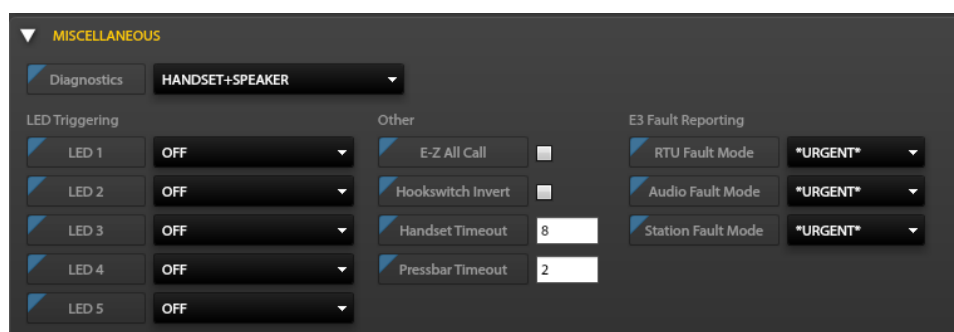 MISCELLANEOUS
Diagnostics HANDSET+SPEAKER
LED Triggering Other E3 Fault Reporting
LED 1 OFF E-Z All Call RTU Fault Mode *URGENT*
LED 2 OFF Hookswitch Invert Audio Fault Mode *URGENT*
LED 3 OFF Handset Timeout 8 Station Fault Mode *URGENT*
LED 4 OFF Pressbar Timeout 2
LED 5 OFF